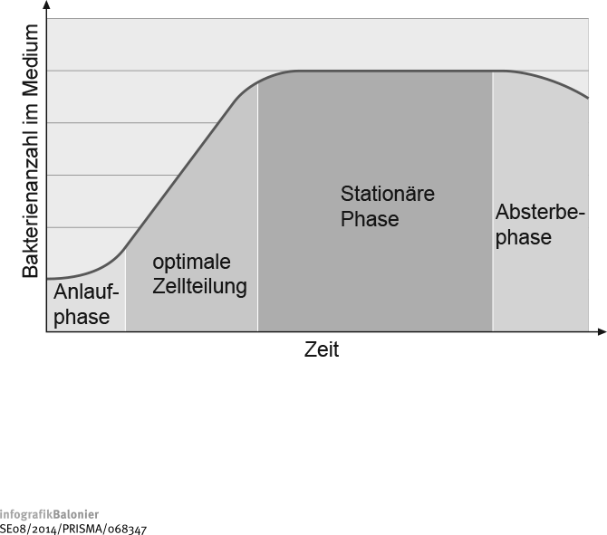 Bakterienanzahl im Medium
Anlauf-
phase
optimale
Zellteilung
Stationäre
Phase
Absterbe-
phase
Zeit
infografikBalonier
SE08/2014/PRISMA/068347